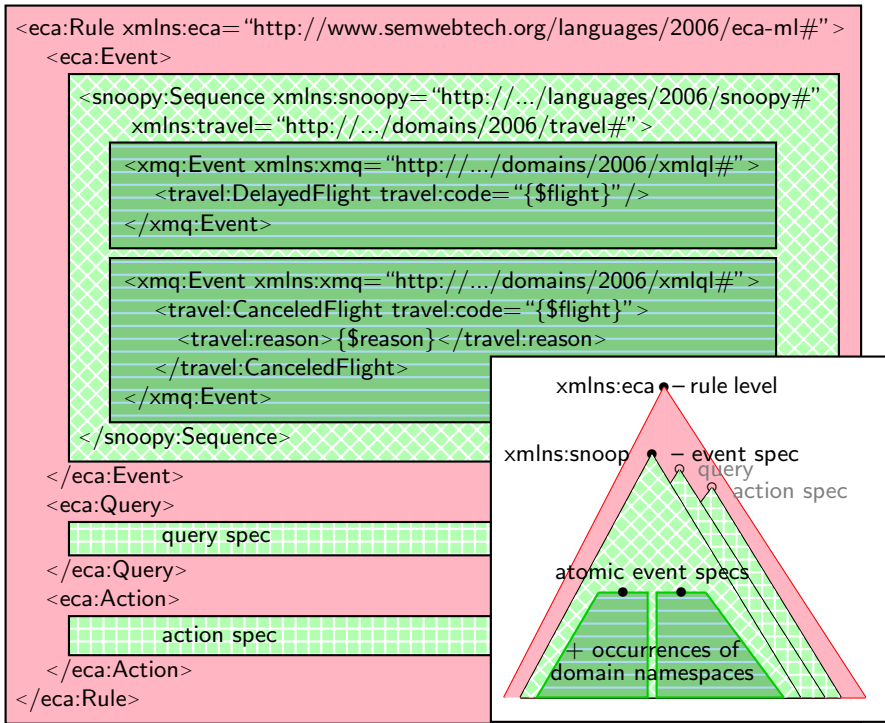 <eca:Rule xmlns:eca=“http://www.semwebtech.org/languages/2006/eca-ml#”>
<eca:Event>
<snoopy:Sequence xmlns:snoopy=“http://.../languages/2006/snoopy#”
xmlns:travel=“http://.../domains/2006/travel#”>
<xmq:Event xmlns:xmq=“http://.../domains/2006/xmlql#”>
<travel:DelayedFlight travel:code=“{$flight}” />
</xmq:Event>
<xmq:Event xmlns:xmq=“http://.../domains/2006/xmlql#”>
<travel:CanceledFlight travel:code=“{$flight}”>
<travel:reason>{$reason}</travel:reason>
</travel:CanceledFlight>
</xmq:Event>
</snoopy:Sequence>
</eca:Event>
<eca:Query>
query spec
</eca:Query>
<eca:Action>
action spec
</eca:Action>
</eca:Rule>
xmlns:eca – rule level
xmlns:snoop – event spec
query
action spec
atomic event specs
+ occurrences of
domain namespaces